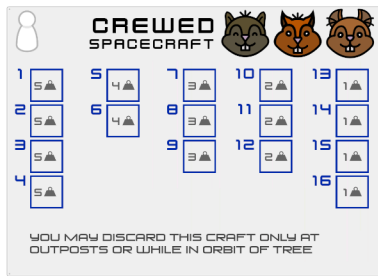 CREWED
SPACECRAFT
1 5 5 4 7 3 10 2 13 1
2 5 6 4 8 3 11 2 14 1
3 5 9 3 12 2 15 1
4 5 16 1
YOU MAY DISCARD THIS CRAFT ONLY AT
OUTPOSTS OR WHILE IN ORBIT OF TREE